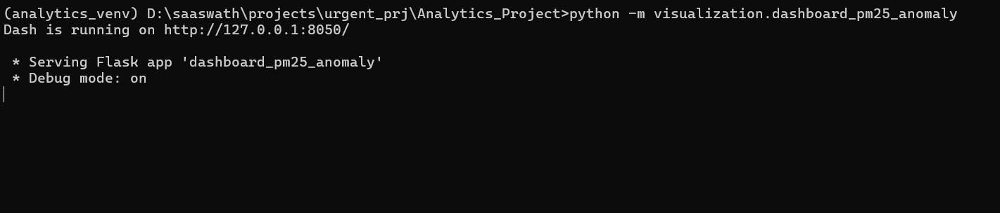 (analytics_venv) D:\saaswath\projects\urgent_prj\Analytics_Project>python -m visualization.dashboard_pm25_anomaly
Dash is running on http://127.0.0.1:8050/
 * Serving Flask app 'dashboard_pm25_anomaly'
 * Debug mode: on